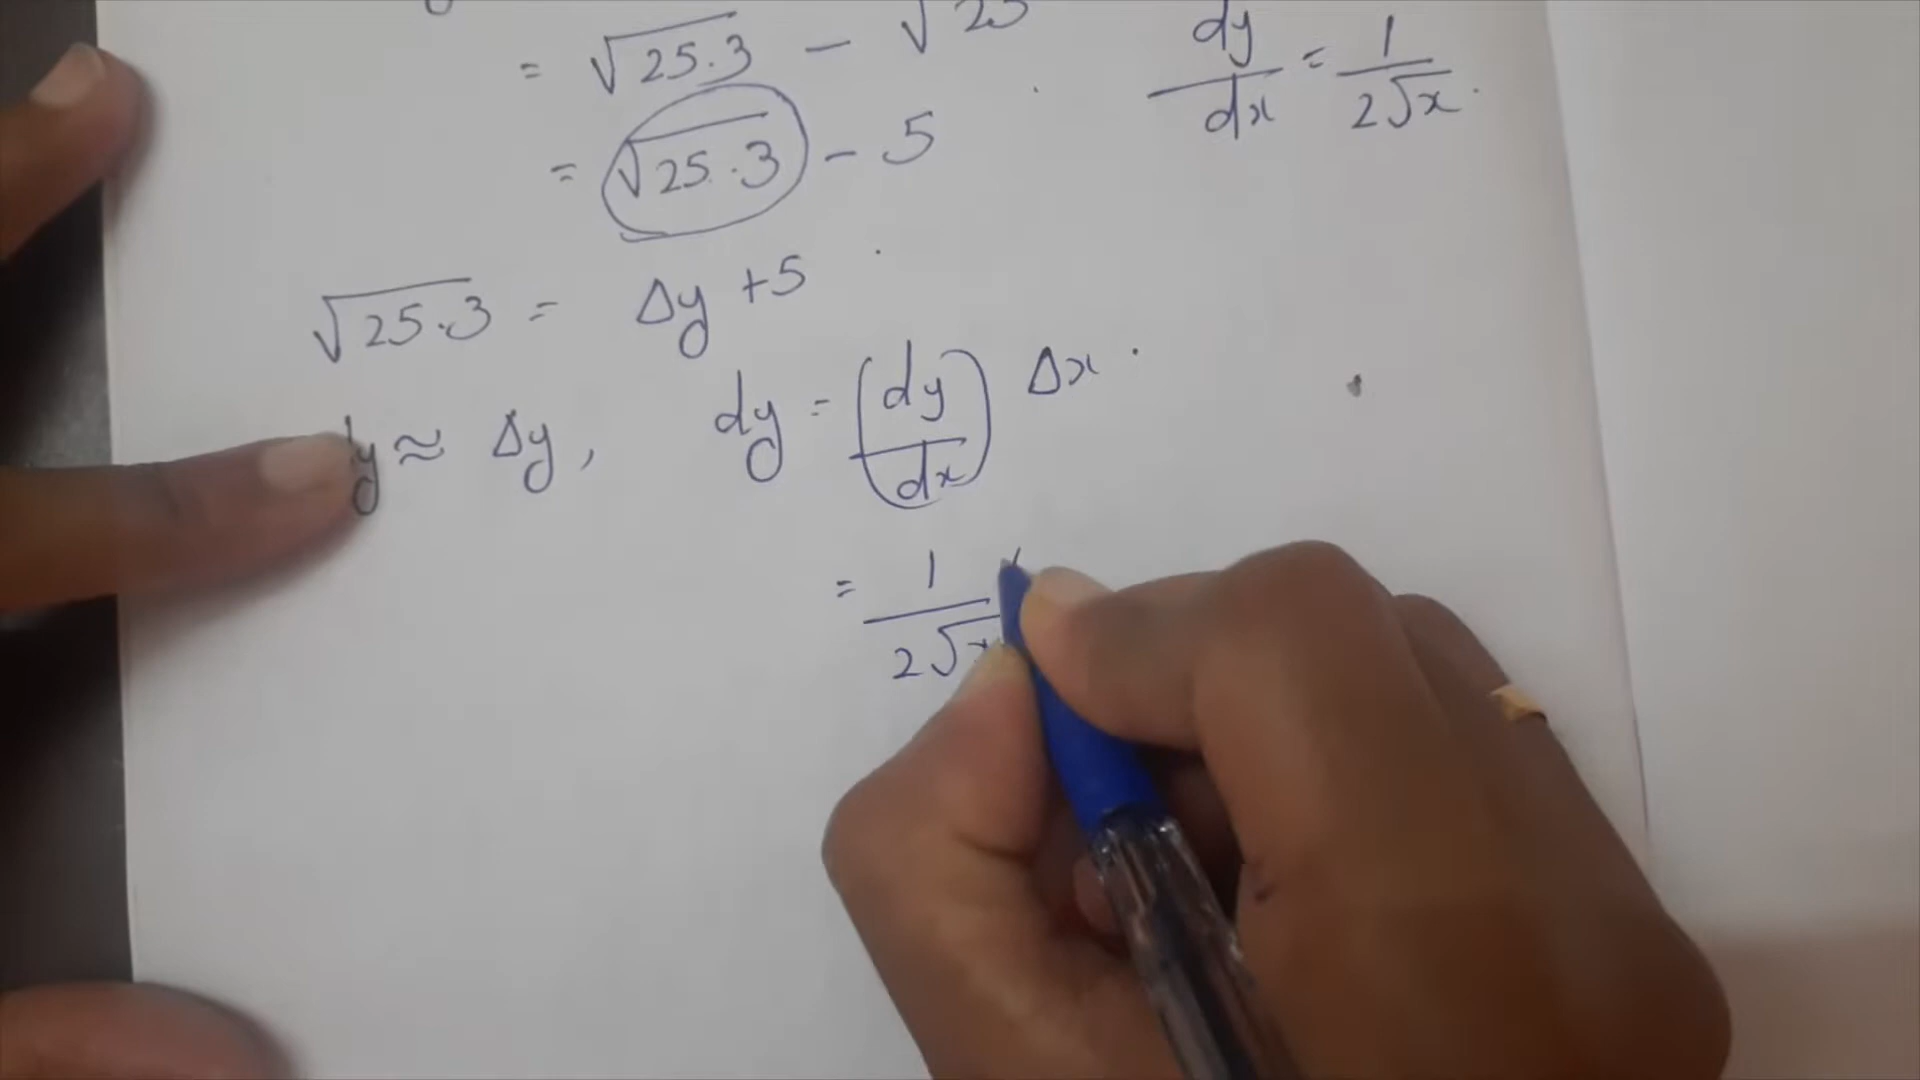 = √25.3 - √25
dy/dx = 1/2√x.
= √25.3 - 5
√25.3 = Δy + 5
dy ≈ Δy, dy = (dy/dx) Δx.
= 1/2√x